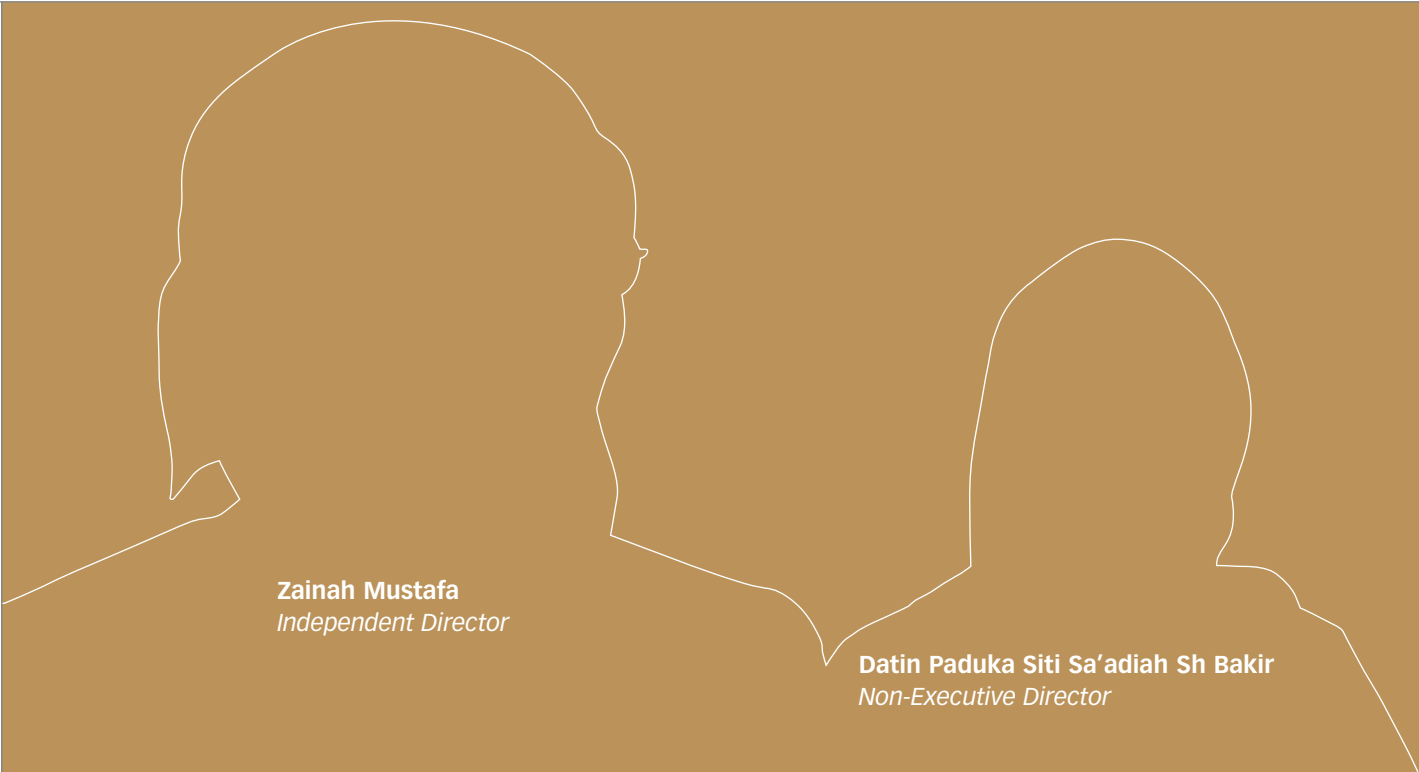 Zainah Mustafa
Independent Director
Datin Paduka Siti Sa’adiah Sh Bakir
Non-Executive Director